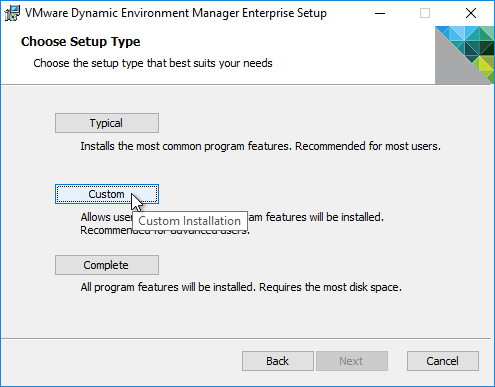 VMware Dynamic Environment Manager Enterprise Setup
Choose Setup Type
Choose the setup type that best suits your needs
Typical
Installs the most common program features. Recommended for most users.
Custom
Allows use am features will be installed.
Custom Installation
Recommended for advanced users.
Complete
All program features will be installed. Requires the most disk space.
Back Next Cancel